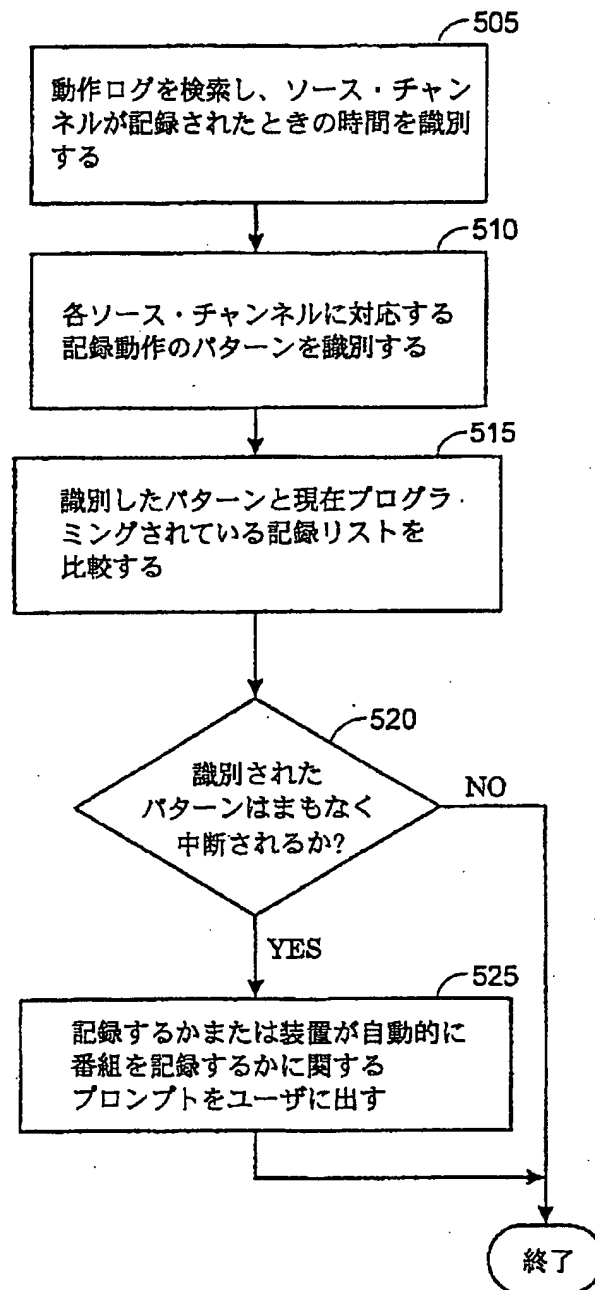 505
動作ログを検索し、ソース・チャン
ネルが記録されたときの時間を識別
する
510
各ソース・チャンネルに対応する
記録動作のパターンを識別する
515
識別したパターンと現在プログラ
ミングされている記録リストを
比較する
520
識別された
パターンはまもなく
中断されるか?
NO
YES
525
記録するかまたは装置が自動的に
番組を記録するかに関する
プロンプトをユーザに出す
終了